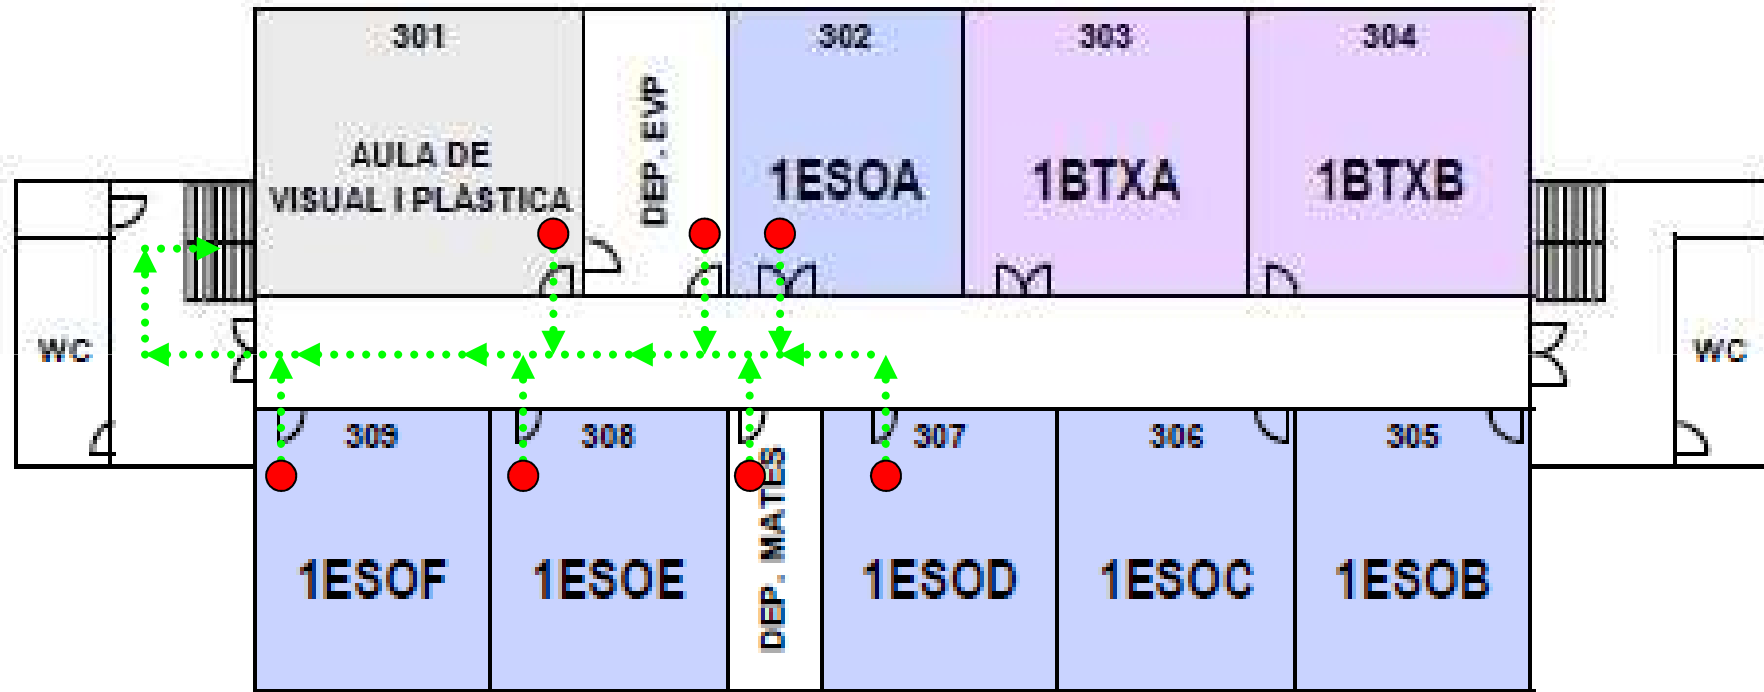 301
AULA DE
VISUAL I PLÀSTICA
DEP. EVP
302
1ESOA
303
1BTXA
304
1BTXB
WC
WC
309
1ESOF
308
1ESOE
DEP. MATES
307
1ESOD
306
1ESOC
305
1ESOB